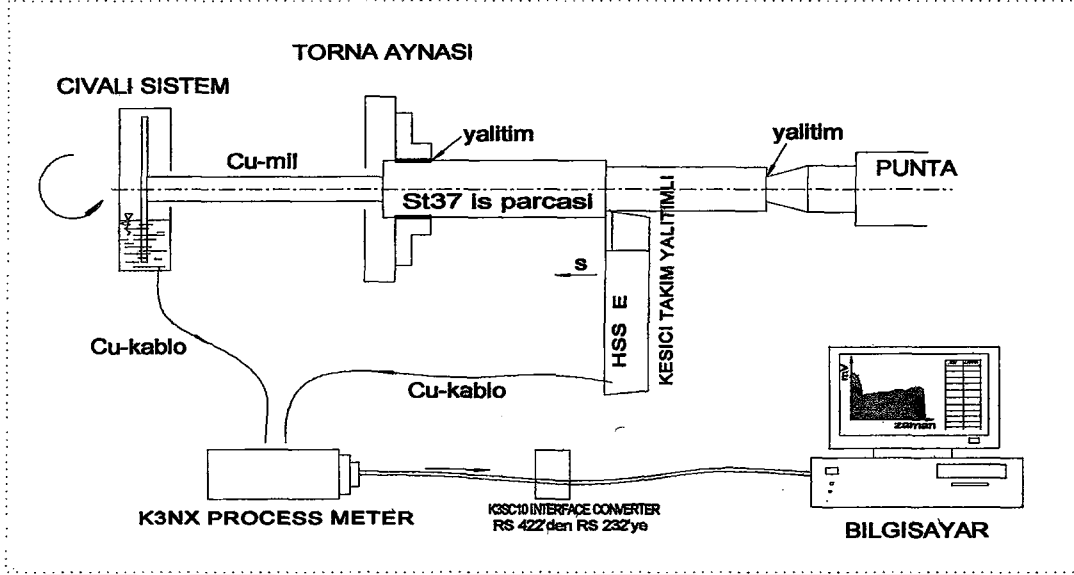 TORNA AYNASI
CIVALI SISTEM
yalitim
yalitim
Cu-mil
PUNTA
St37 is parcasi
s
HSS E
KESICI TAKIM YALITIMLI
Cu-kablo
Cu-kablo
mV
zaman
K3NX PROCESS METER
K3SC10 INTERFACE CONVERTER
RS 422'den RS 232'ye
BILGISAYAR